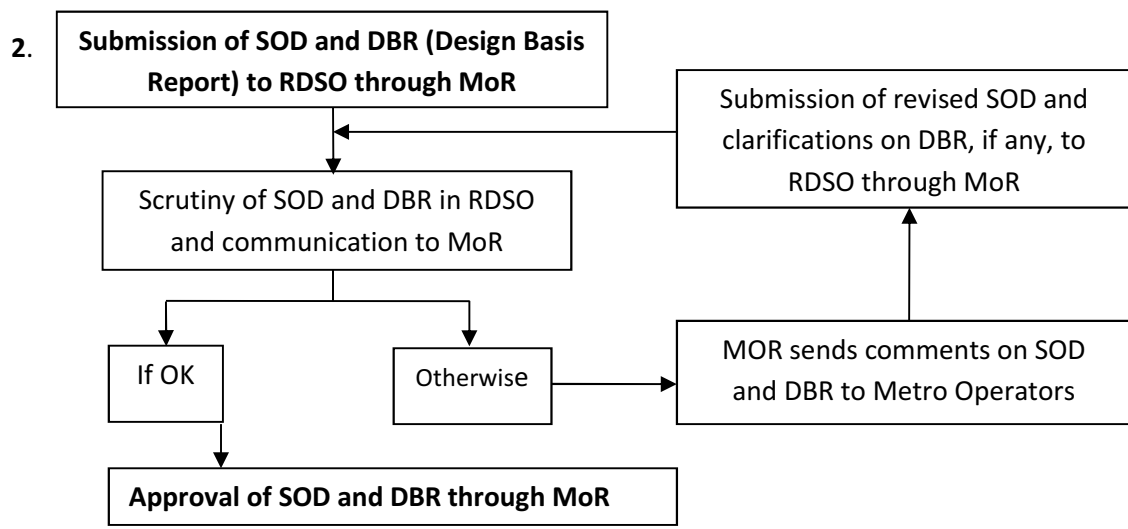 2.
Submission of SOD and DBR (Design Basis
Report) to RDSO through MoR
Submission of revised SOD and
clarifications on DBR, if any, to
RDSO through MoR
Scrutiny of SOD and DBR in RDSO
and communication to MoR
If OK
Otherwise
MOR sends comments on SOD
and DBR to Metro Operators
Approval of SOD and DBR through MoR